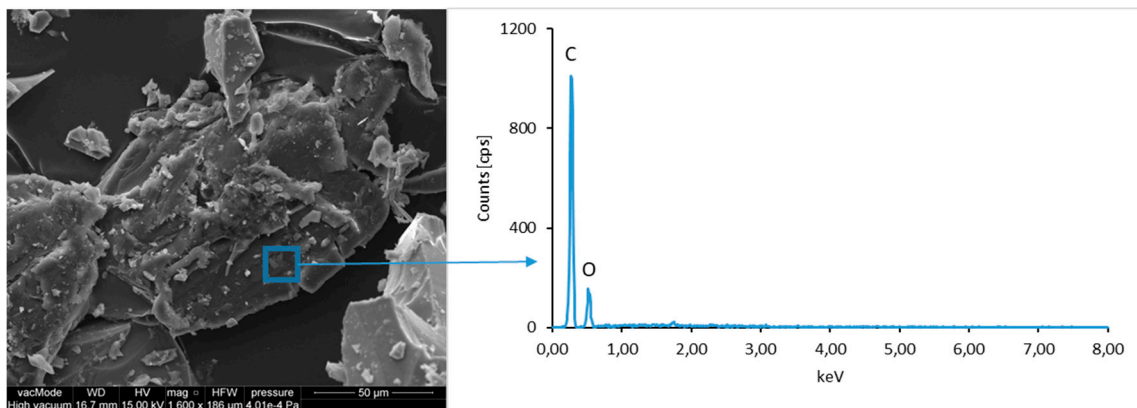 vacMode WD HV mag □ HFW pressure
High vacuum 16.7 mm 15.00 kV 1 600 x 186 µm 4.01e-4 Pa
50 µm
1200
800
400
0
Counts [cps]
C
O
0,00 1,00 2,00 3,00 4,00 5,00 6,00 7,00 8,00
keV